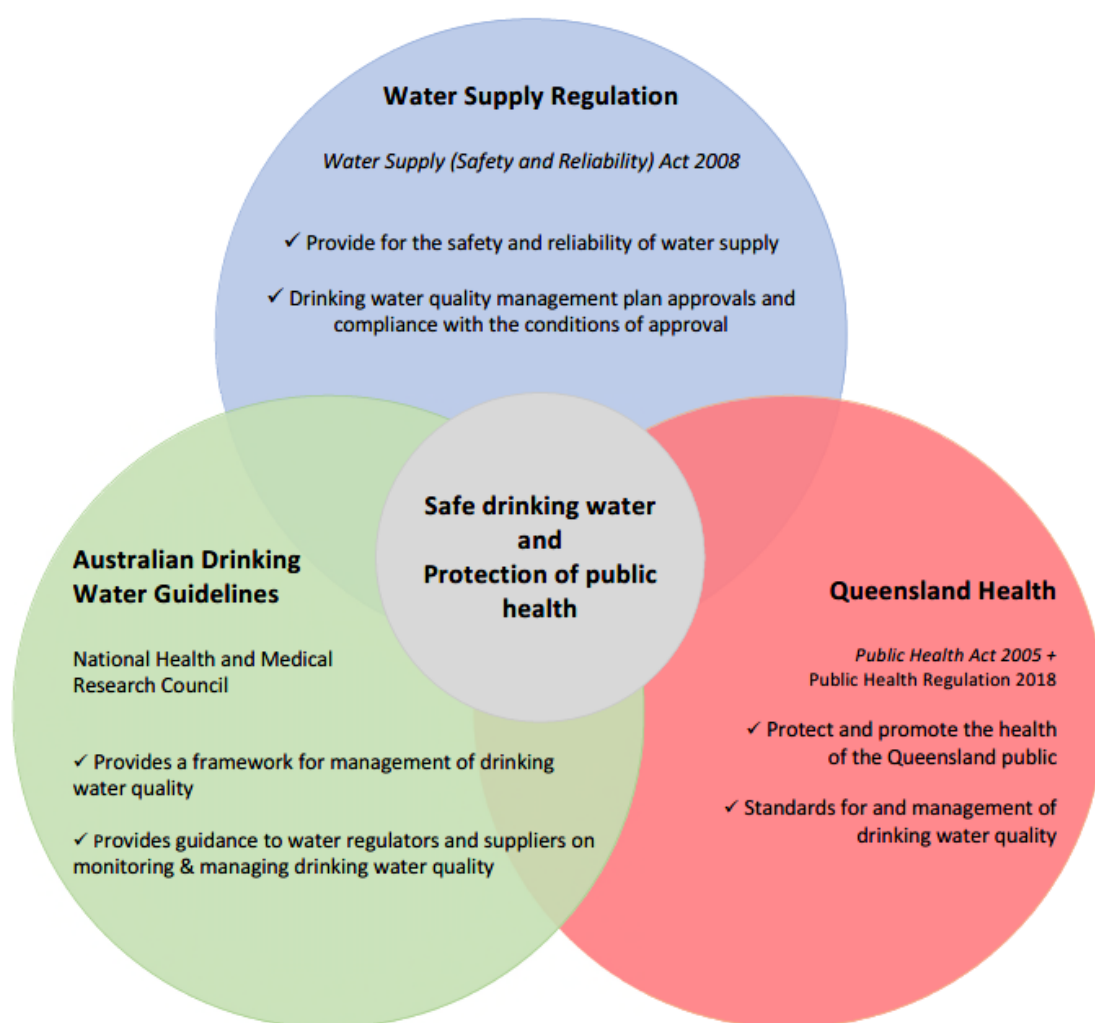 Water Supply Regulation
Water Supply (Safety and Reliability) Act 2008
✓ Provide for the safety and reliability of water supply
✓ Drinking water quality management plan approvals and
compliance with the conditions of approval
Safe drinking water
and
Protection of public
health
Australian Drinking
Water Guidelines
National Health and Medical
Research Council
✓ Provides a framework for management of drinking
water quality
✓ Provides guidance to water regulators and suppliers on
monitoring & managing drinking water quality
Queensland Health
Public Health Act 2005 +
Public Health Regulation 2018
✓ Protect and promote the health
of the Queensland public
✓ Standards for and management of
drinking water quality